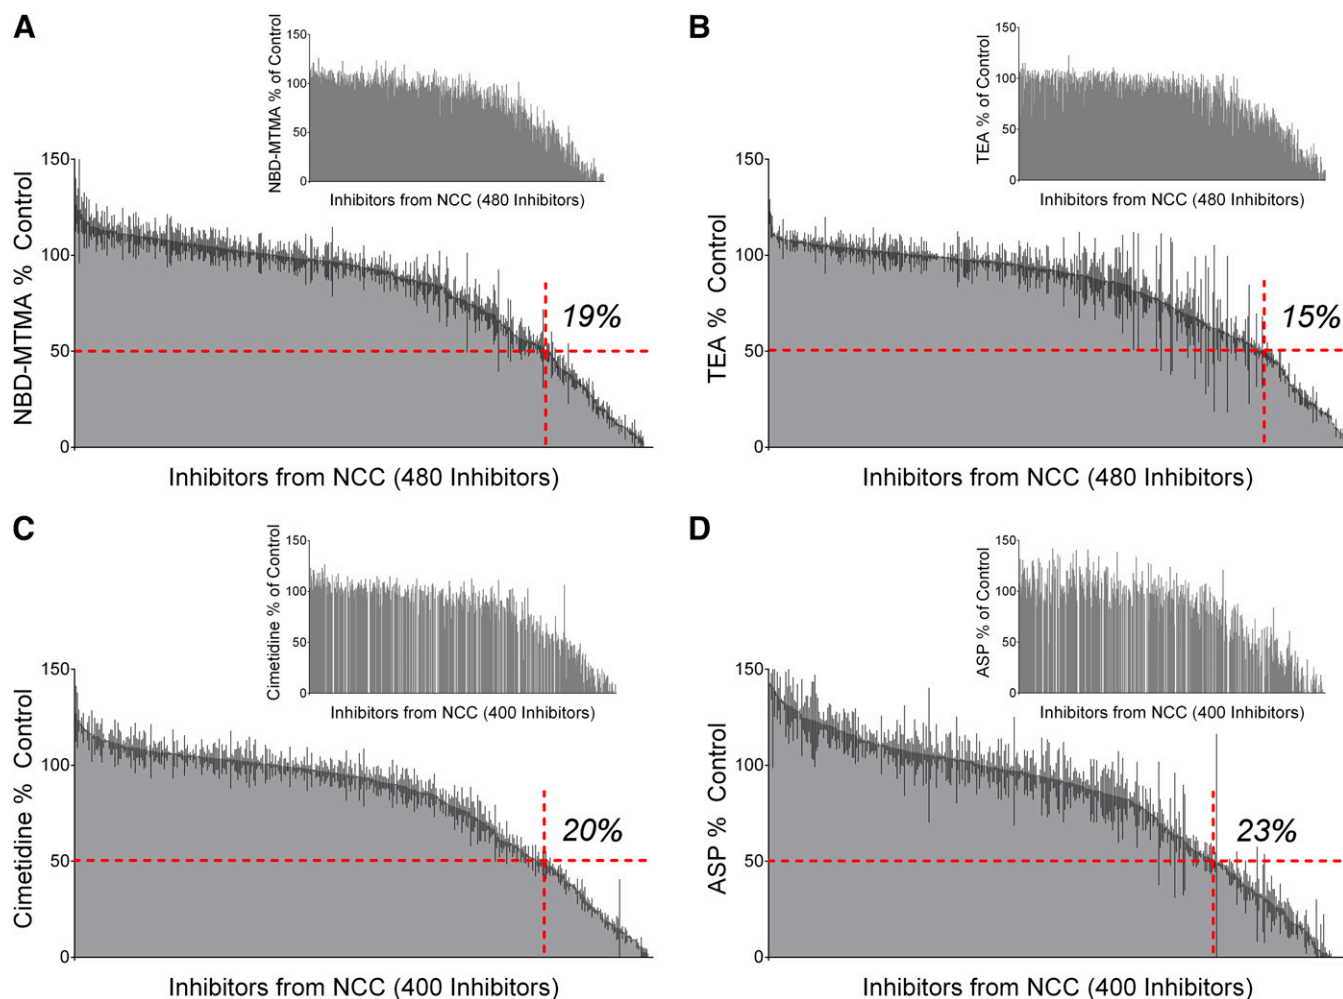 A
NBD-MTMA % of Control
150
100
50
0
Inhibitors from NCC (480 Inhibitors)
NBD-MTMA % Control
150
100
50
0
19%
Inhibitors from NCC (480 Inhibitors)
B
TEA % of Control
150
100
50
0
Inhibitors from NCC (480 Inhibitors)
TEA % Control
150
100
50
0
15%
Inhibitors from NCC (480 Inhibitors)
C
Cimetidine % of Control
150
100
50
0
Inhibitors from NCC (400 Inhibitors)
Cimetidine % Control
150
100
50
0
20%
Inhibitors from NCC (400 Inhibitors)
D
ASP % of Control
150
100
50
0
Inhibitors from NCC (400 Inhibitors)
ASP % Control
150
100
50
0
23%
Inhibitors from NCC (400 Inhibitors)